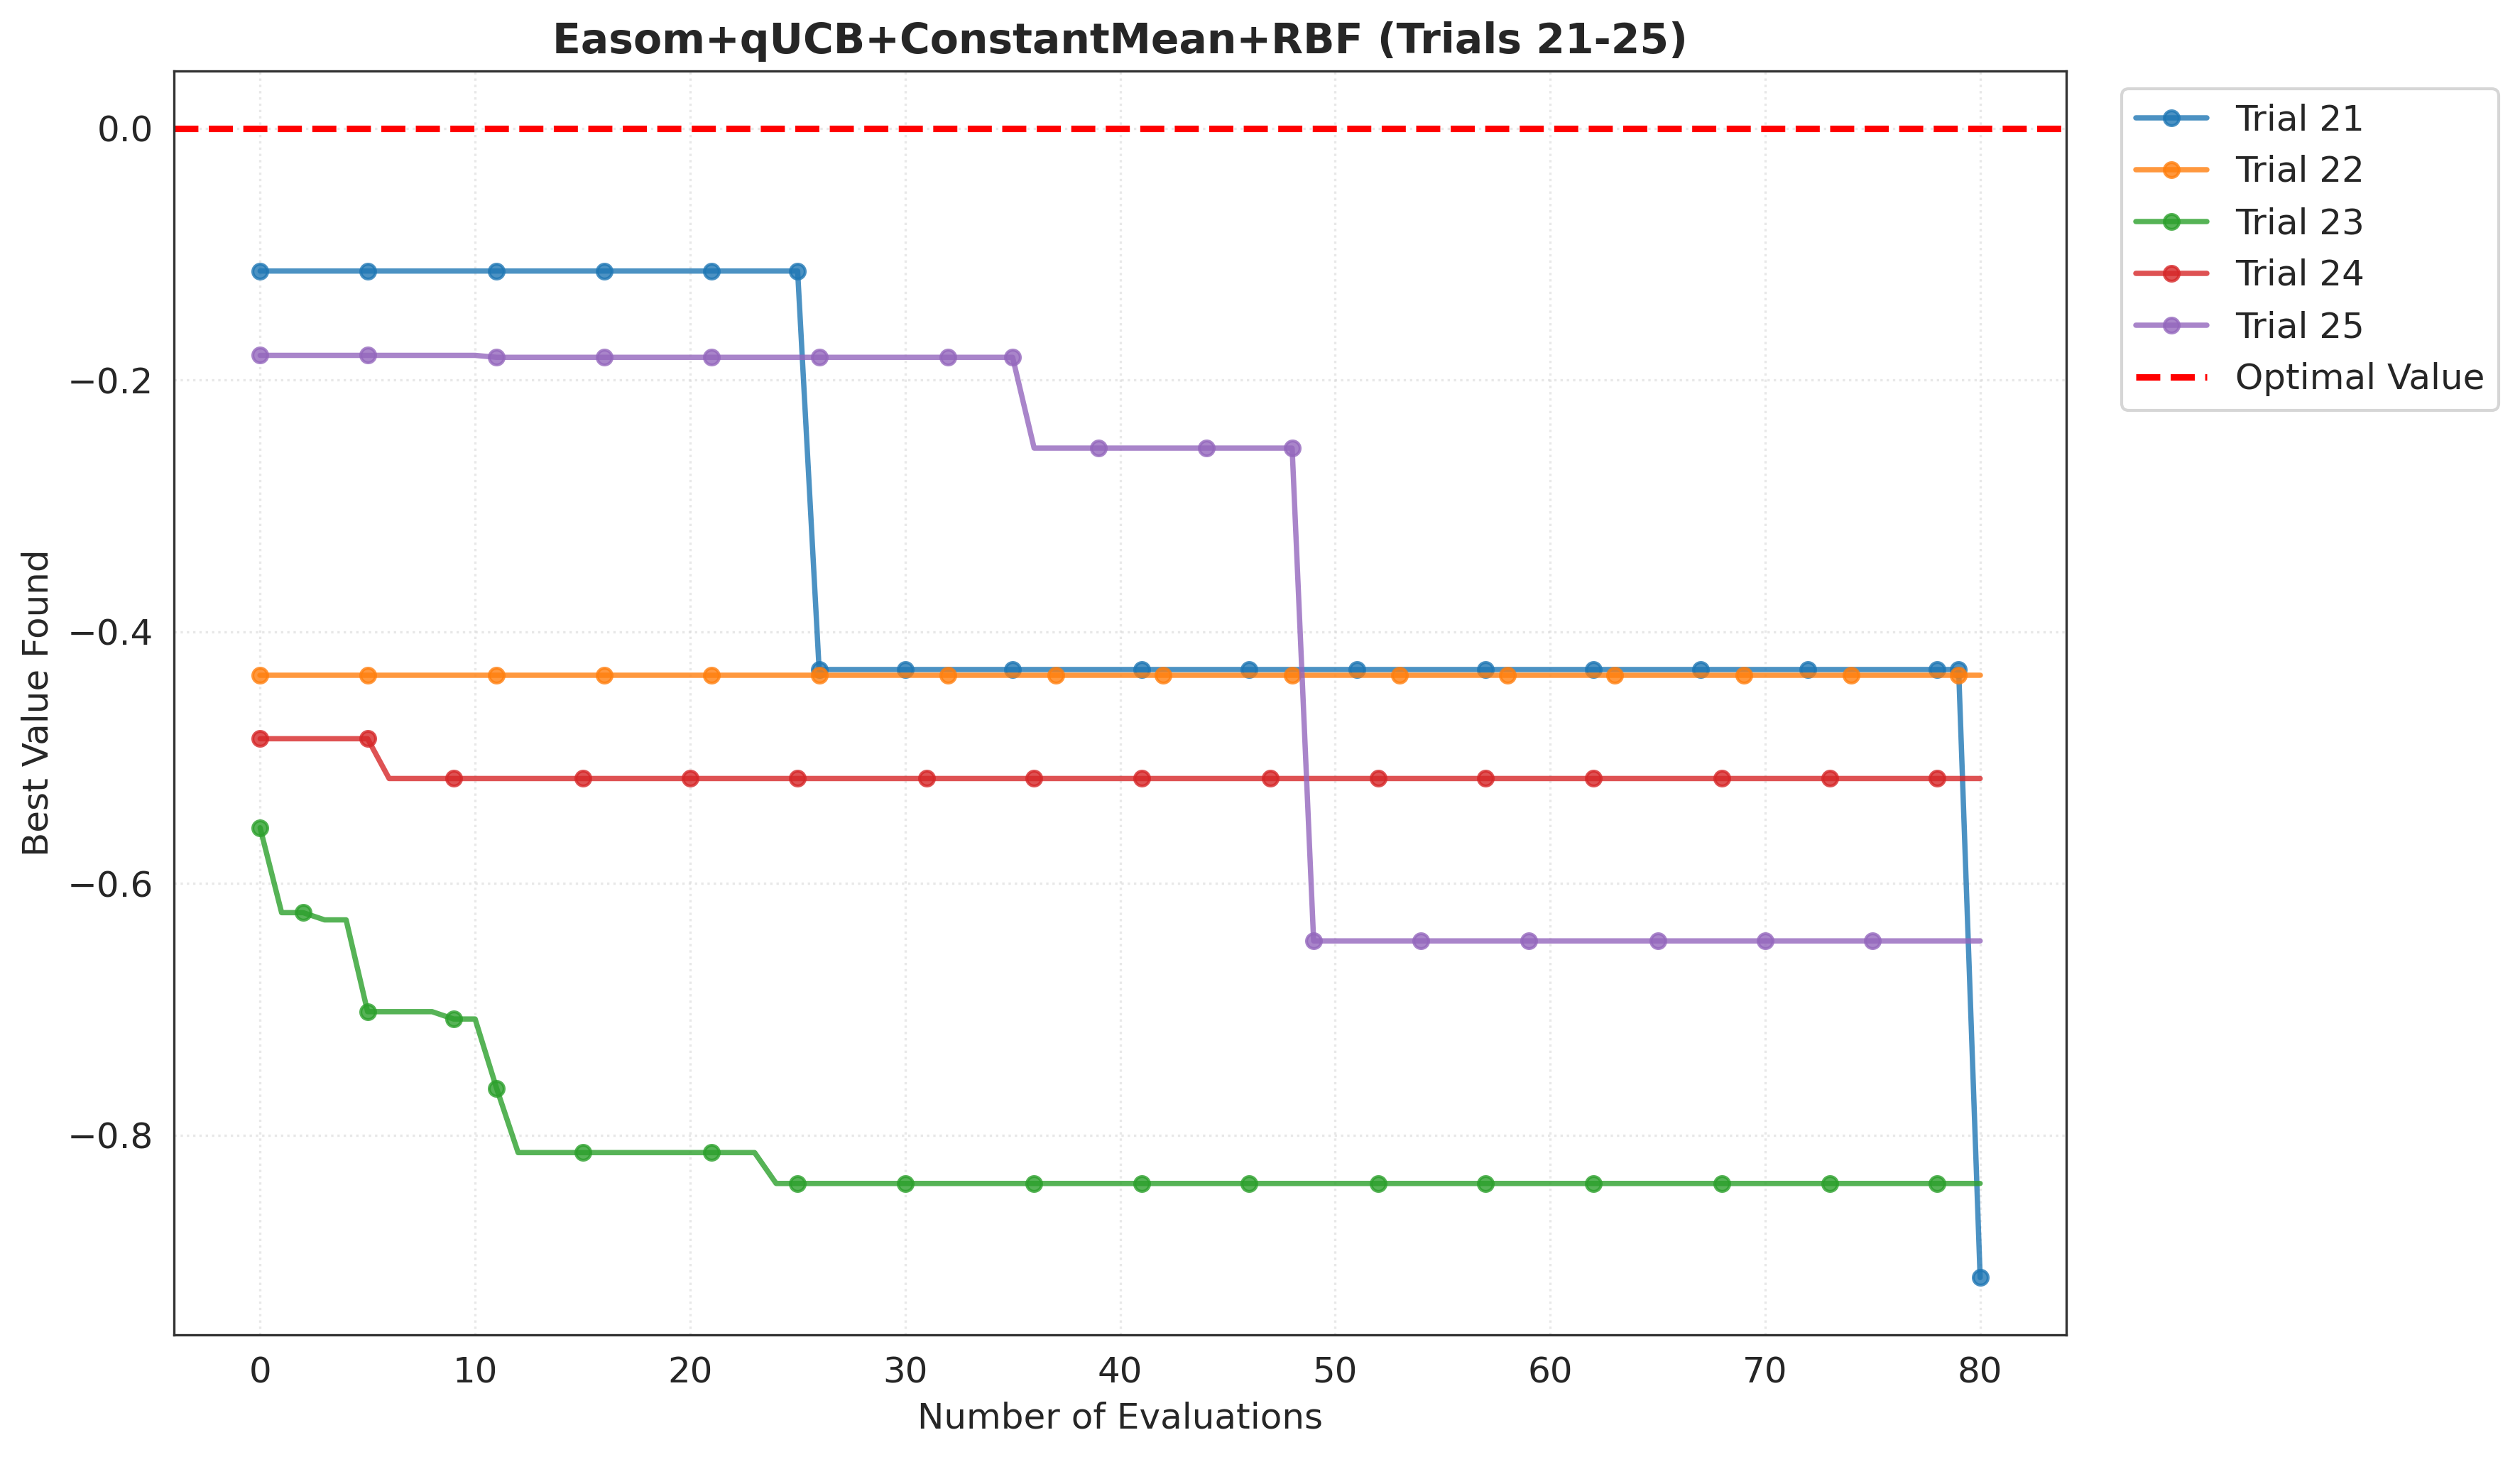 Easom+qUCB+ConstantMean+RBF (Trials 21-25)
Trial 21
Trial 22
Trial 23
Trial 24
Trial 25
Optimal Value
Best Value Found
0.0
−0.2
−0.4
−0.6
−0.8
0 10 20 30 40 50 60 70 80
Number of Evaluations